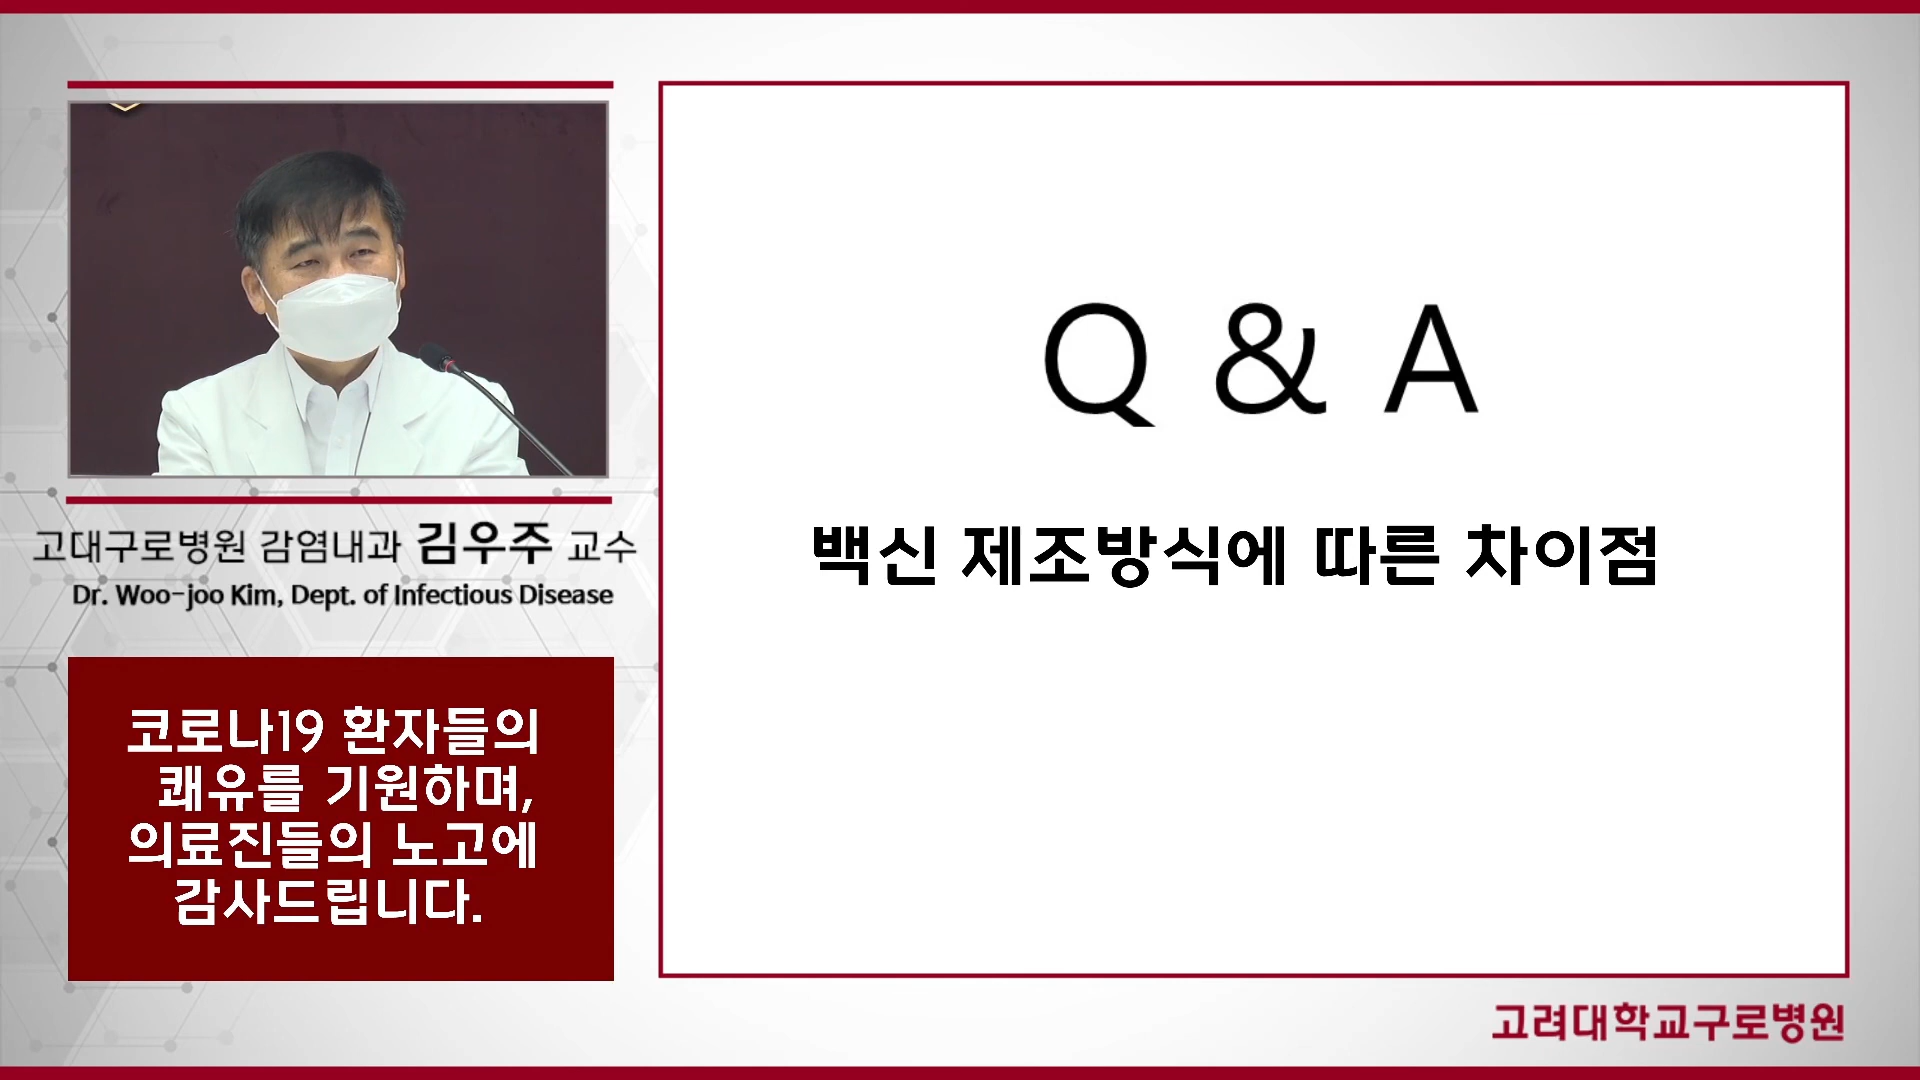 고대구로병원 감염내과 김우주 교수
Dr. Woo-joo Kim, Dept. of Infectious Disease
코로나19 환자들의
쾌유를 기원하며,
의료진들의 노고에
감사드립니다.
Q & A
백신 제조방식에 따른 차이점
고려대학교구로병원